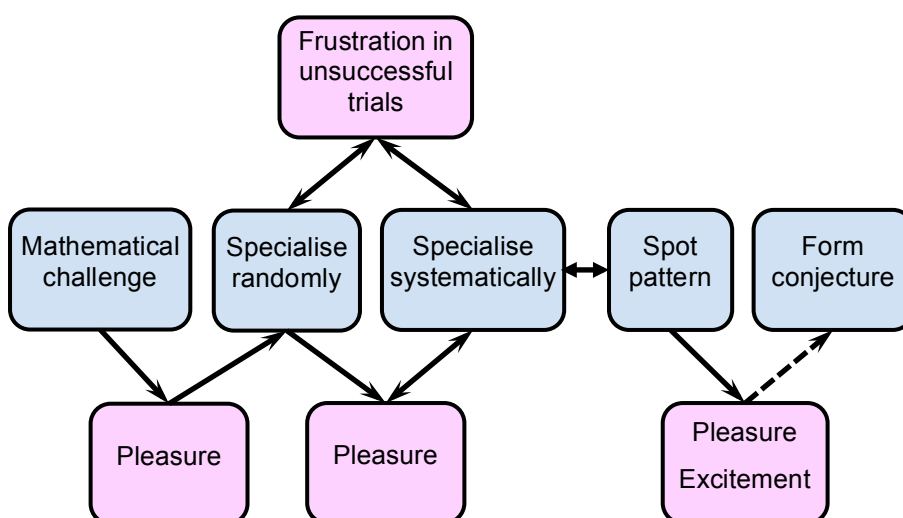 Frustration in
unsuccessful
trials
Mathematical
challenge
Specialise
randomly
Specialise
systematically
Spot
pattern
Form
conjecture
Pleasure
Pleasure
Pleasure
Excitement